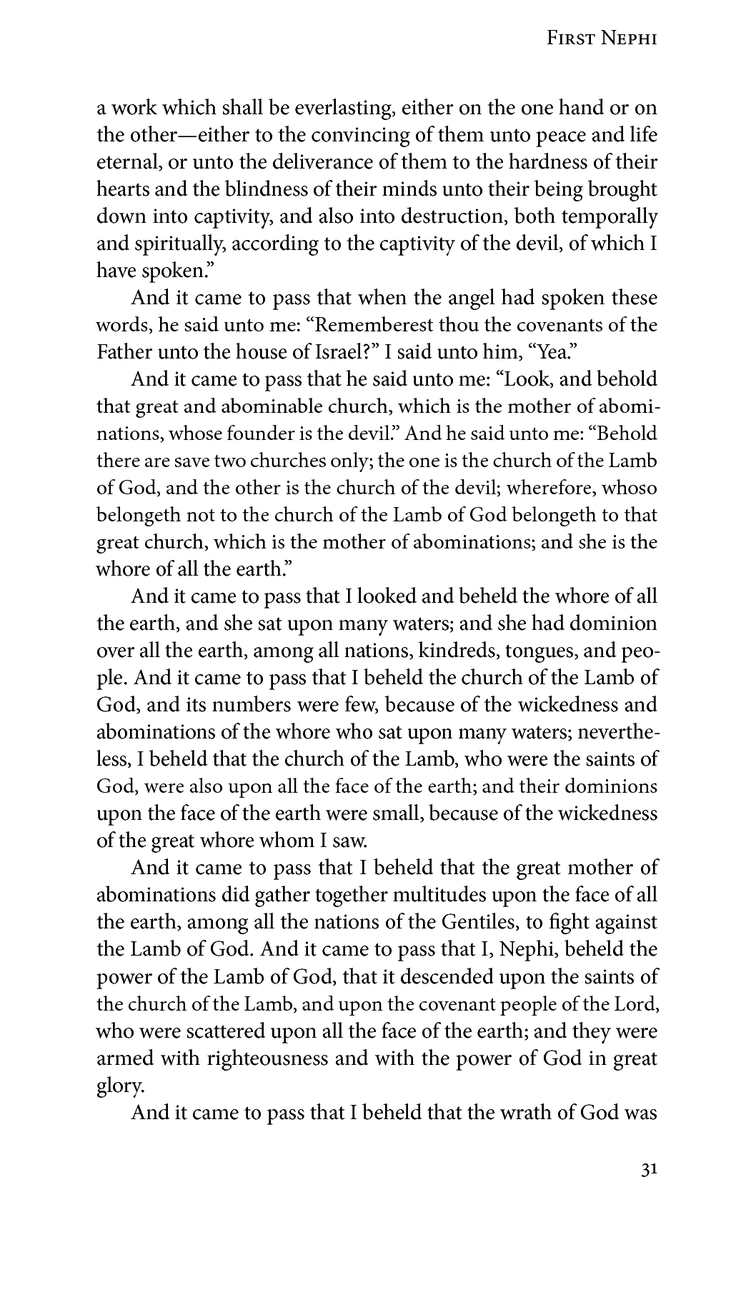 First Nephi
a work which shall be everlasting, either on the one hand or on
the other—either to the convincing of them unto peace and life
eternal, or unto the deliverance of them to the hardness of their
hearts and the blindness of their minds unto their being brought
down into captivity, and also into destruction, both temporally
and spiritually, according to the captivity of the devil, of which I
have spoken.”
And it came to pass that when the angel had spoken these
words, he said unto me: “Rememberest thou the covenants of the
Father unto the house of Israel?” I said unto him, “Yea.”
And it came to pass that he said unto me: “Look, and behold
that great and abominable church, which is the mother of abomi-
nations, whose founder is the devil.” And he said unto me: “Behold
there are save two churches only; the one is the church of the Lamb
of God, and the other is the church of the devil; wherefore, whoso
belongeth not to the church of the Lamb of God belongeth to that
great church, which is the mother of abominations; and she is the
whore of all the earth.”
And it came to pass that I looked and beheld the whore of all
the earth, and she sat upon many waters; and she had dominion
over all the earth, among all nations, kindreds, tongues, and peo-
ple. And it came to pass that I beheld the church of the Lamb of
God, and its numbers were few, because of the wickedness and
abominations of the whore who sat upon many waters; neverthe-
less, I beheld that the church of the Lamb, who were the saints of
God, were also upon all the face of the earth; and their dominions
upon the face of the earth were small, because of the wickedness
of the great whore whom I saw.
And it came to pass that I beheld that the great mother of
abominations did gather together multitudes upon the face of all
the earth, among all the nations of the Gentiles, to fight against
the Lamb of God. And it came to pass that I, Nephi, beheld the
power of the Lamb of God, that it descended upon the saints of
the church of the Lamb, and upon the covenant people of the Lord,
who were scattered upon all the face of the earth; and they were
armed with righteousness and with the power of God in great
glory.
And it came to pass that I beheld that the wrath of God was
31